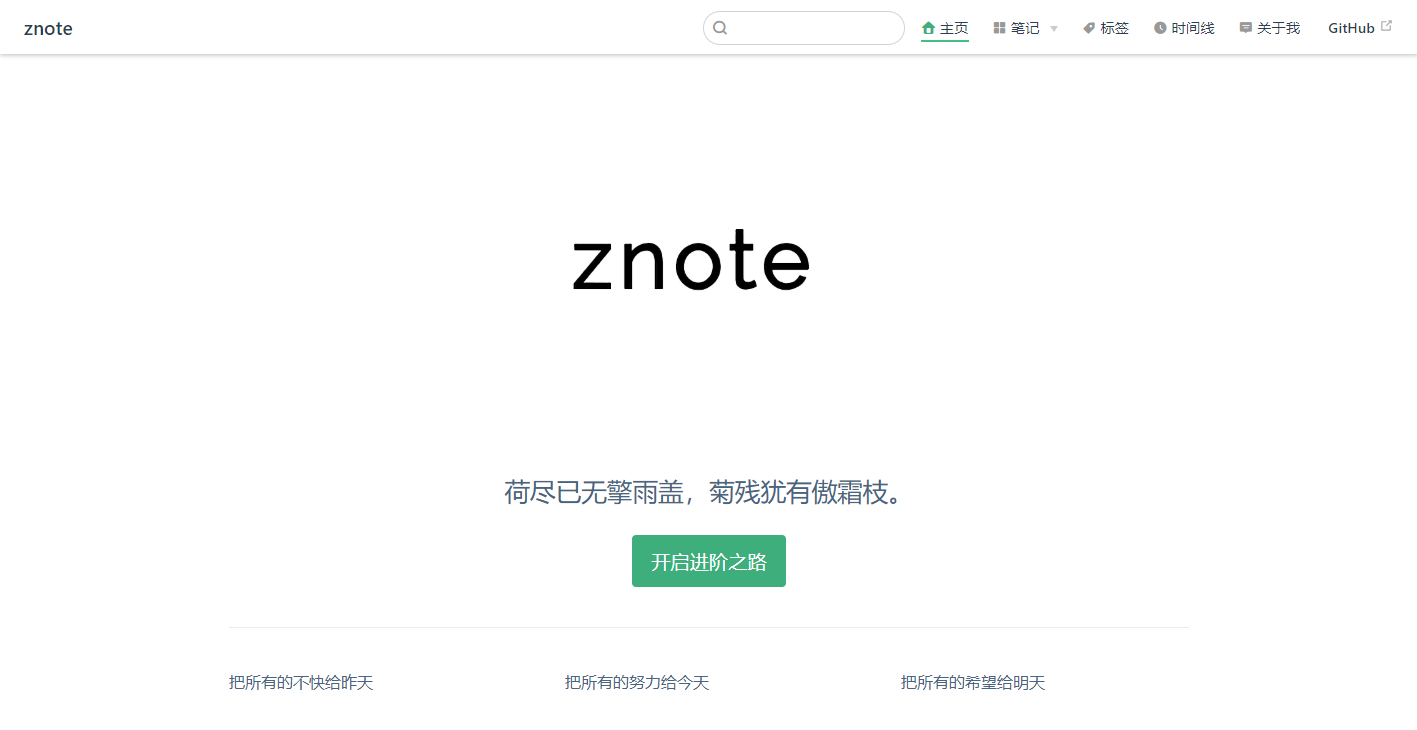 znote
主页
笔记
标签
时间线
关于我
GitHub
znote
荷尽已无擎雨盖，菊残犹有傲霜枝。
开启进阶之路
把所有的不快给昨天
把所有的努力给今天
把所有的希望给明天